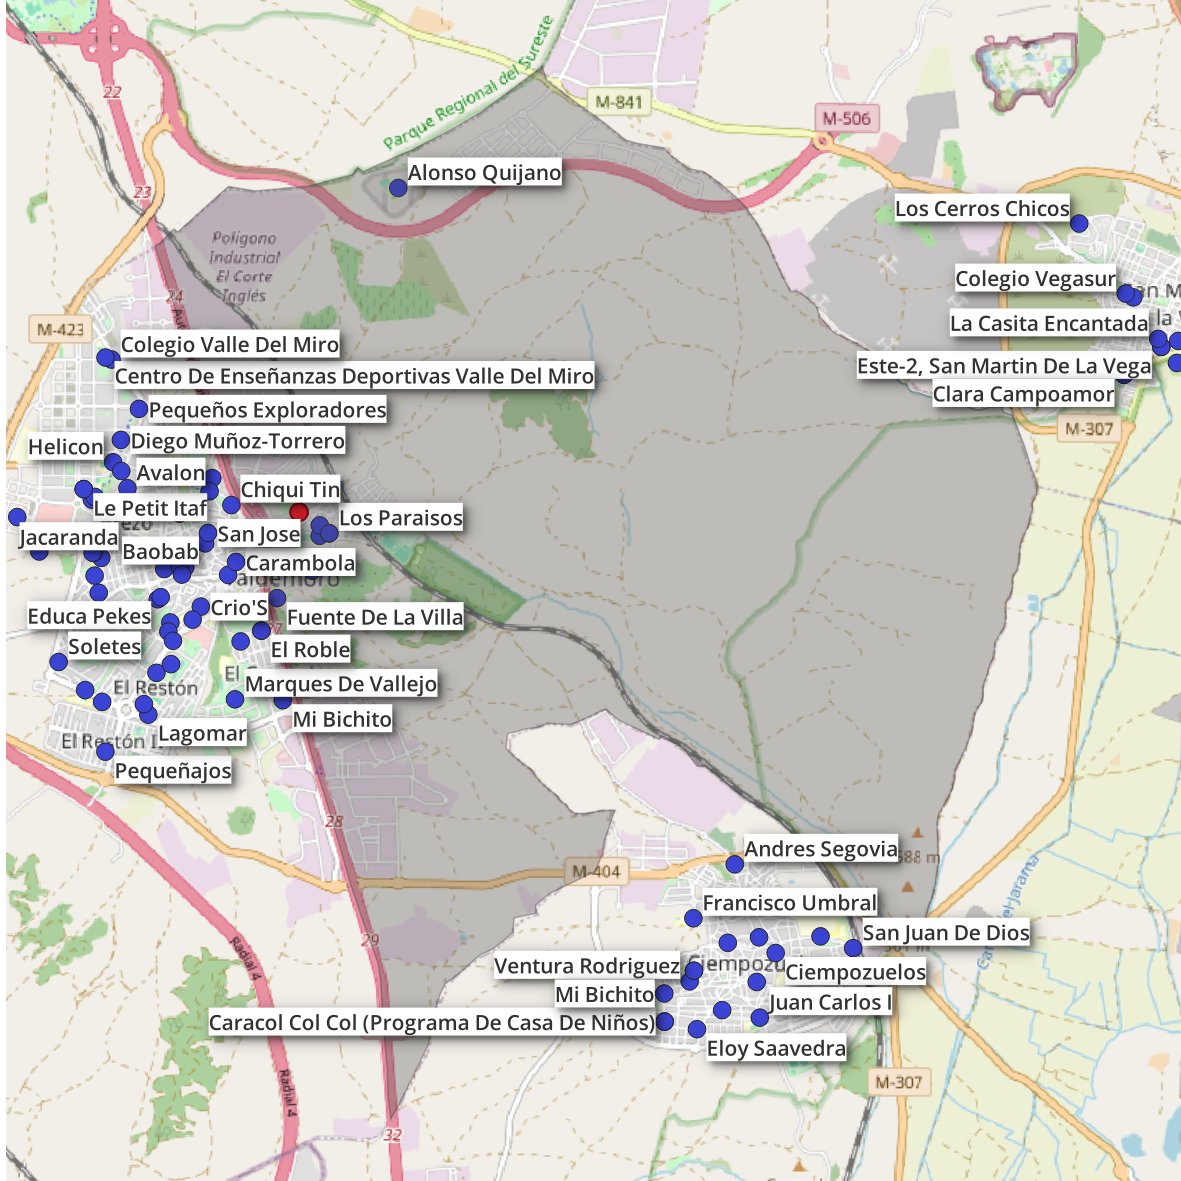 Parque Regional del Sureste
22
M-841
M-506
23
Alonso Quijano
Los Cerros Chicos
Polígono
Industrial
El Corte
Inglés
Colegio Vegasur
24
M-423
La Casita Encantada
Colegio Valle Del Miro
Este-2, San Martin De La Vega
Centro De Enseñanzas Deportivas Valle Del Miro
Clara Campoamor
Pequeños Exploradores
M-307
Diego Muñoz-Torrero
Helicon
Avalon
Chiqui Tin
Le Petit Itaf
Los Paraisos
San Jose
Jacaranda
Baobab
Carambola
Crio'S
Educa Pekes
Fuente De La Villa
Soletes
El Roble
Marques De Vallejo
El Restón
Mi Bichito
Lagomar
El Restón II
Pequeñajos
28
Andres Segovia
M-404
Francisco Umbral
San Juan De Dios
29
Radial 4
Ventura Rodriguez
Ciempozuelos
Mi Bichito
Juan Carlos I
Caracol Col Col (Programa De Casa De Niños)
Eloy Saavedra
M-307
Radial 4
32